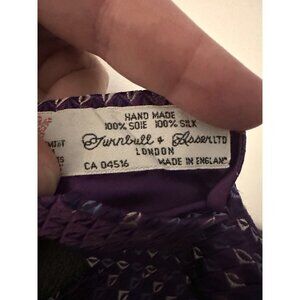 HAND MADE
100% SOIE 100% SILK
Turnbull & Asser LTD
LONDON
CA 04516 MADE IN ENGLAND